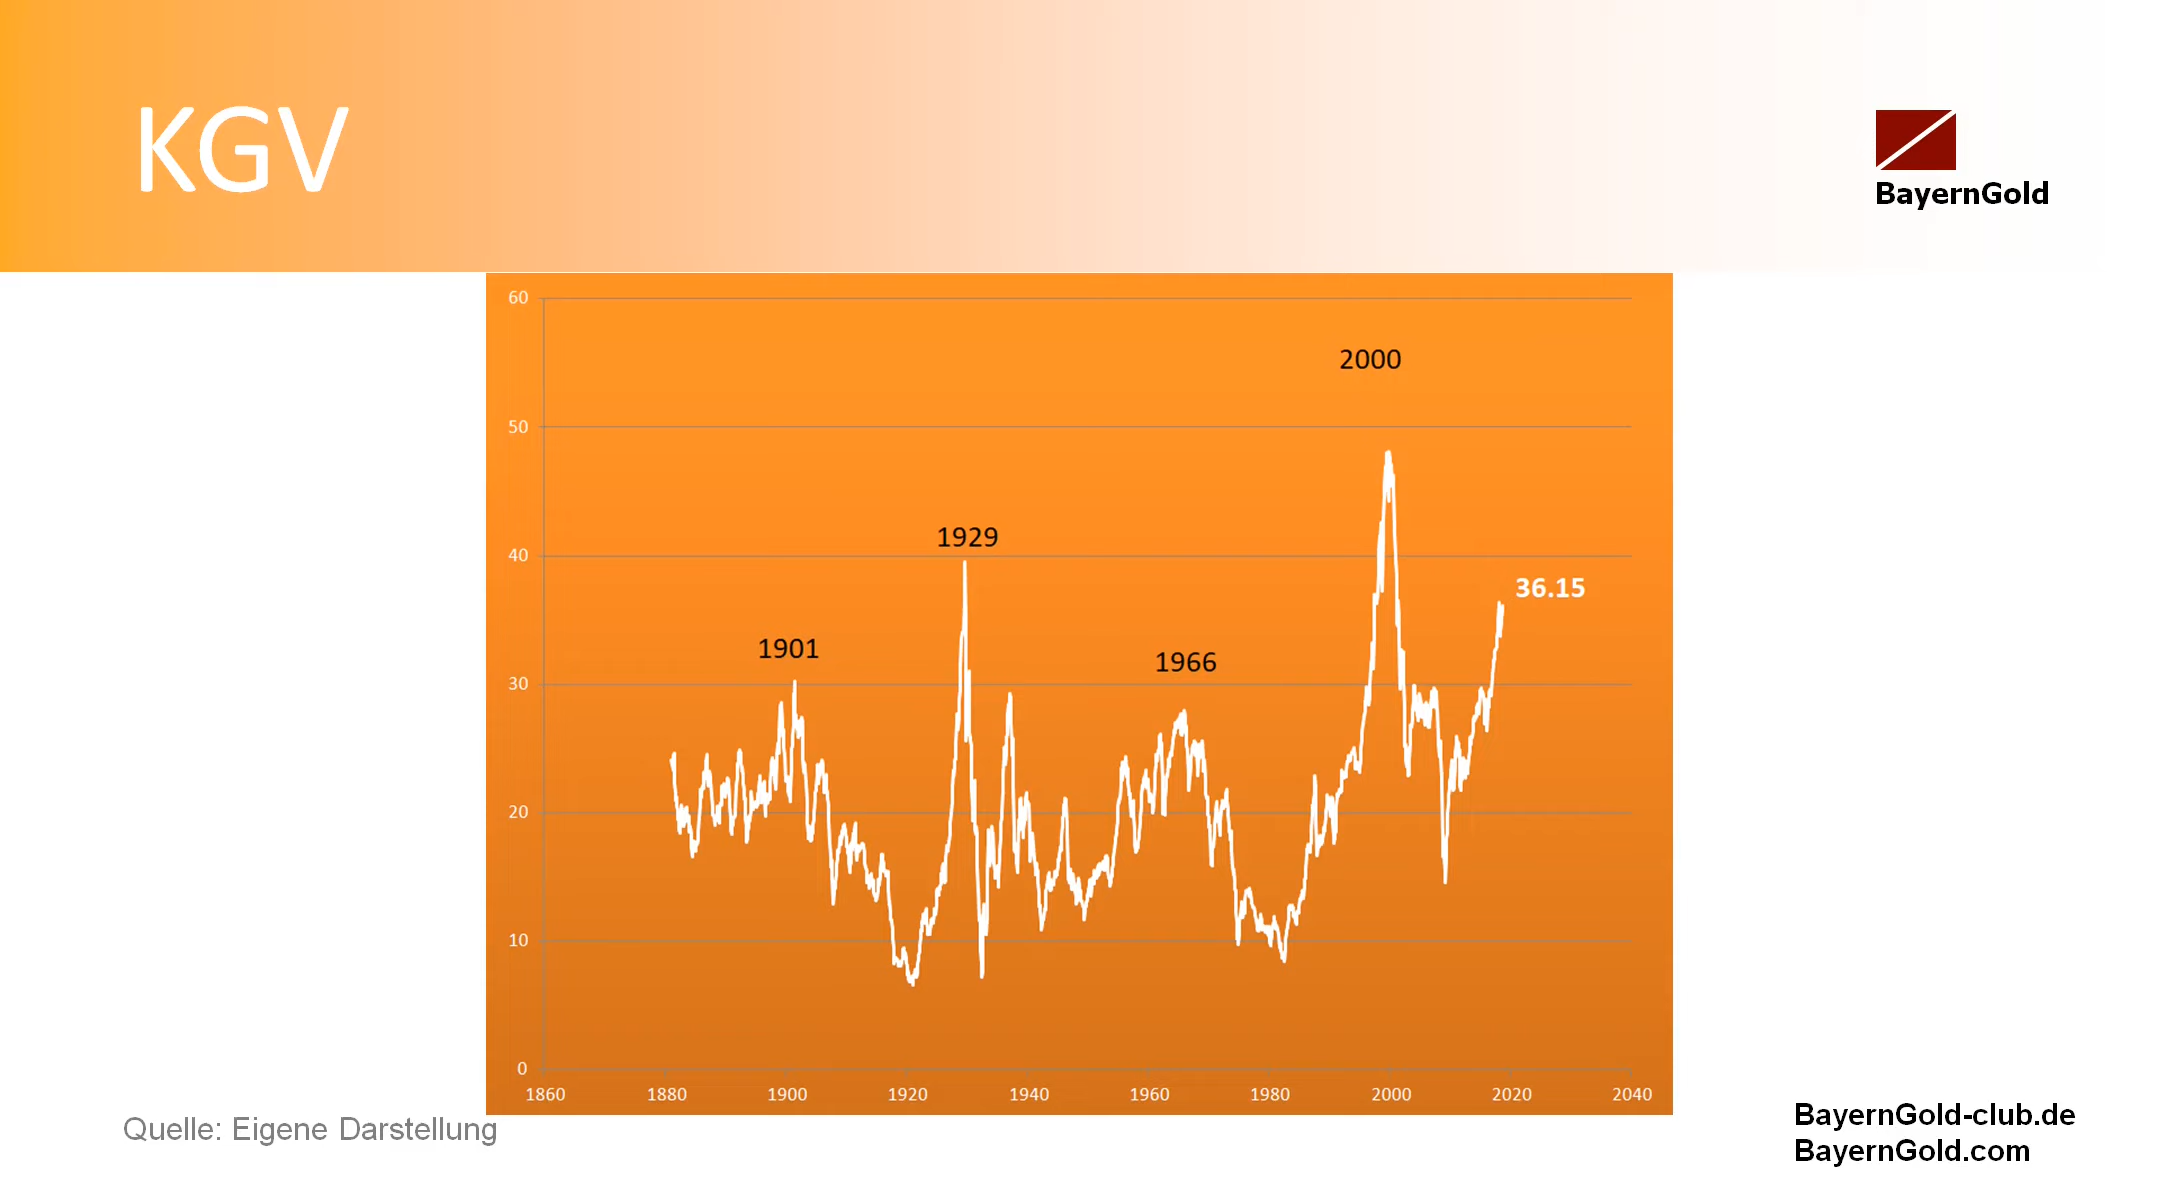 KGV
BayernGold
60
2000
50
1929
40
36.15
1901
1966
30
20
10
0
1860 1880 1900 1920 1940 1960 1980 2000 2020 2040
Quelle: Eigene Darstellung
BayernGold-club.de
BayernGold.com